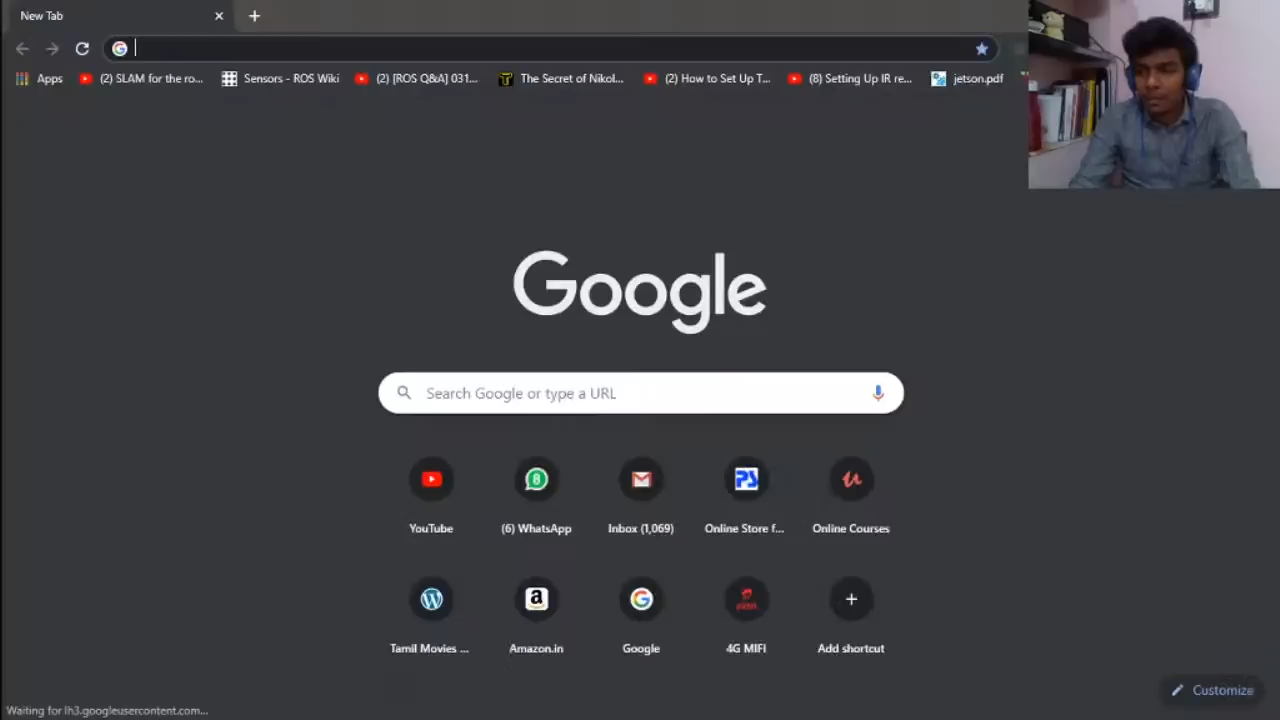 New Tab
Apps (2) SLAM for the ro... Sensors - ROS Wiki (2) [ROS Q&A] 031... The Secret of Nikol... (2) How to Set Up T... (8) Setting Up IR re... jetson.pdf
Google
Search Google or type a URL
YouTube (6) WhatsApp Inbox (1,069) Online Store f... Online Courses
Tamil Movies ... Amazon.in Google 4G MIFI Add shortcut
Customize
Waiting for lh3.googleusercontent.com...